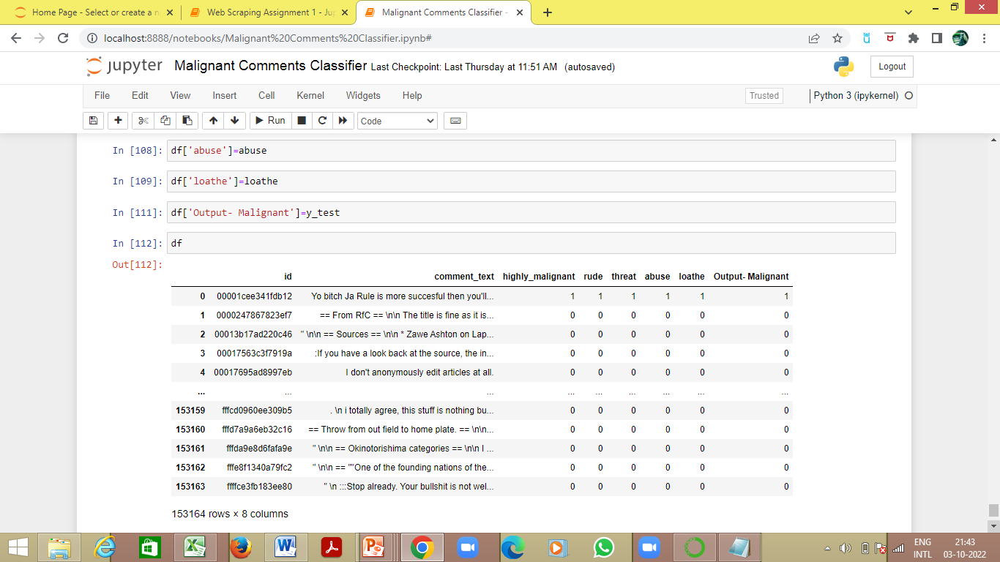 Home Page - Select or create a n
Web Scraping Assignment 1 - Ju
Malignant Comments Classifier -
localhost:8888/notebooks/Malignant%20Comments%20Classifier.ipynb#
jupyter Malignant Comments Classifier Last Checkpoint: Last Thursday at 11:51 AM (autosaved)
Logout
File Edit View Insert Cell Kernel Widgets Help
Trusted
Python 3 (ipykernel)
Run
Code
In [108]: df['abuse']=abuse
In [109]: df['loathe']=loathe
In [111]: df['Output- Malignant']=y_test
In [112]: df
Out[112]:
id comment_text highly_malignant rude threat abuse loathe Output- Malignant
0 00001cee341fdb12 Yo bitch Ja Rule is more succesful then you'll... 1 1 1 1 1 1
1 0000247867823ef7 == From RfC == \n\n The title is fine as it is... 0 0 0 0 0 0
2 00013b17ad220c46 " \n\n == Sources == \n\n * Zawe Ashton on Lap... 0 0 0 0 0 0
3 00017563c3f7919a :If you have a look back at the source, the in... 0 0 0 0 0 0
4 00017695ad8997eb I don't anonymously edit articles at all. 0 0 0 0 0 0
... ... ... ... ... ... ... ... ...
153159 fffcd0960ee309b5 . \n i totally agree, this stuff is nothing bu... 0 0 0 0 0 0
153160 fffd7a9a6eb32c16 == Throw from out field to home plate. == \n\n... 0 0 0 0 0 0
153161 fffda9e8d6fafa9e " \n\n == Okinotorishima categories == \n\n I ... 0 0 0 0 0 0
153162 fffe8f1340a79fc2 " \n\n == ""One of the founding nations of the... 0 0 0 0 0 0
153163 ffffce3fb183ee80 " \n :::Stop already. Your bullshit is not wel... 0 0 0 0 0 0
153164 rows × 8 columns
ENG 21:43
INTL 03-10-2022